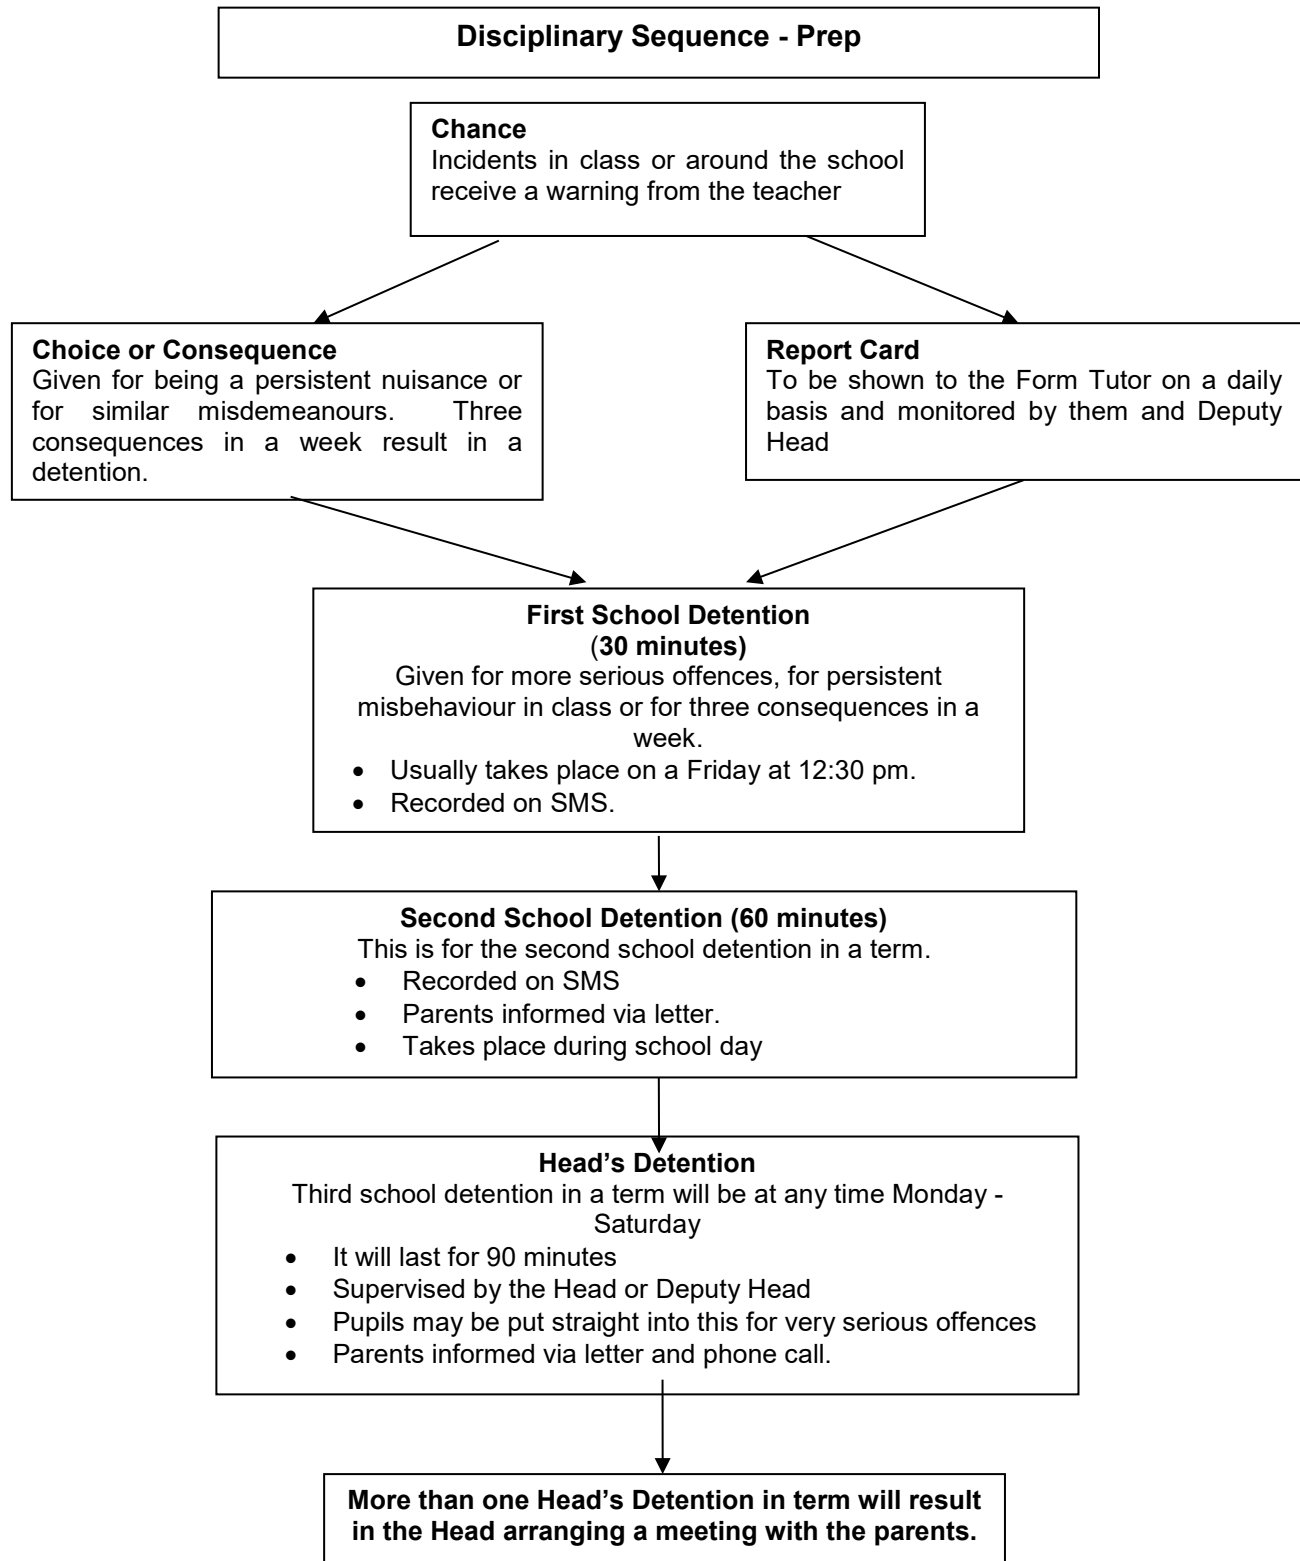 Disciplinary Sequence - Prep
Chance
Incidents in class or around the school
receive a warning from the teacher
Choice or Consequence
Given for being a persistent nuisance or
for similar misdemeanours. Three
consequences in a week result in a
detention.
Report Card
To be shown to the Form Tutor on a daily
basis and monitored by them and Deputy
Head
First School Detention
(30 minutes)
Given for more serious offences, for persistent
misbehaviour in class or for three consequences in a
week.
• Usually takes place on a Friday at 12:30 pm.
• Recorded on SMS.
Second School Detention (60 minutes)
This is for the second school detention in a term.
• Recorded on SMS
• Parents informed via letter.
• Takes place during school day
Head’s Detention
Third school detention in a term will be at any time Monday -
Saturday
• It will last for 90 minutes
• Supervised by the Head or Deputy Head
• Pupils may be put straight into this for very serious offences
• Parents informed via letter and phone call.
More than one Head’s Detention in term will result
in the Head arranging a meeting with the parents.